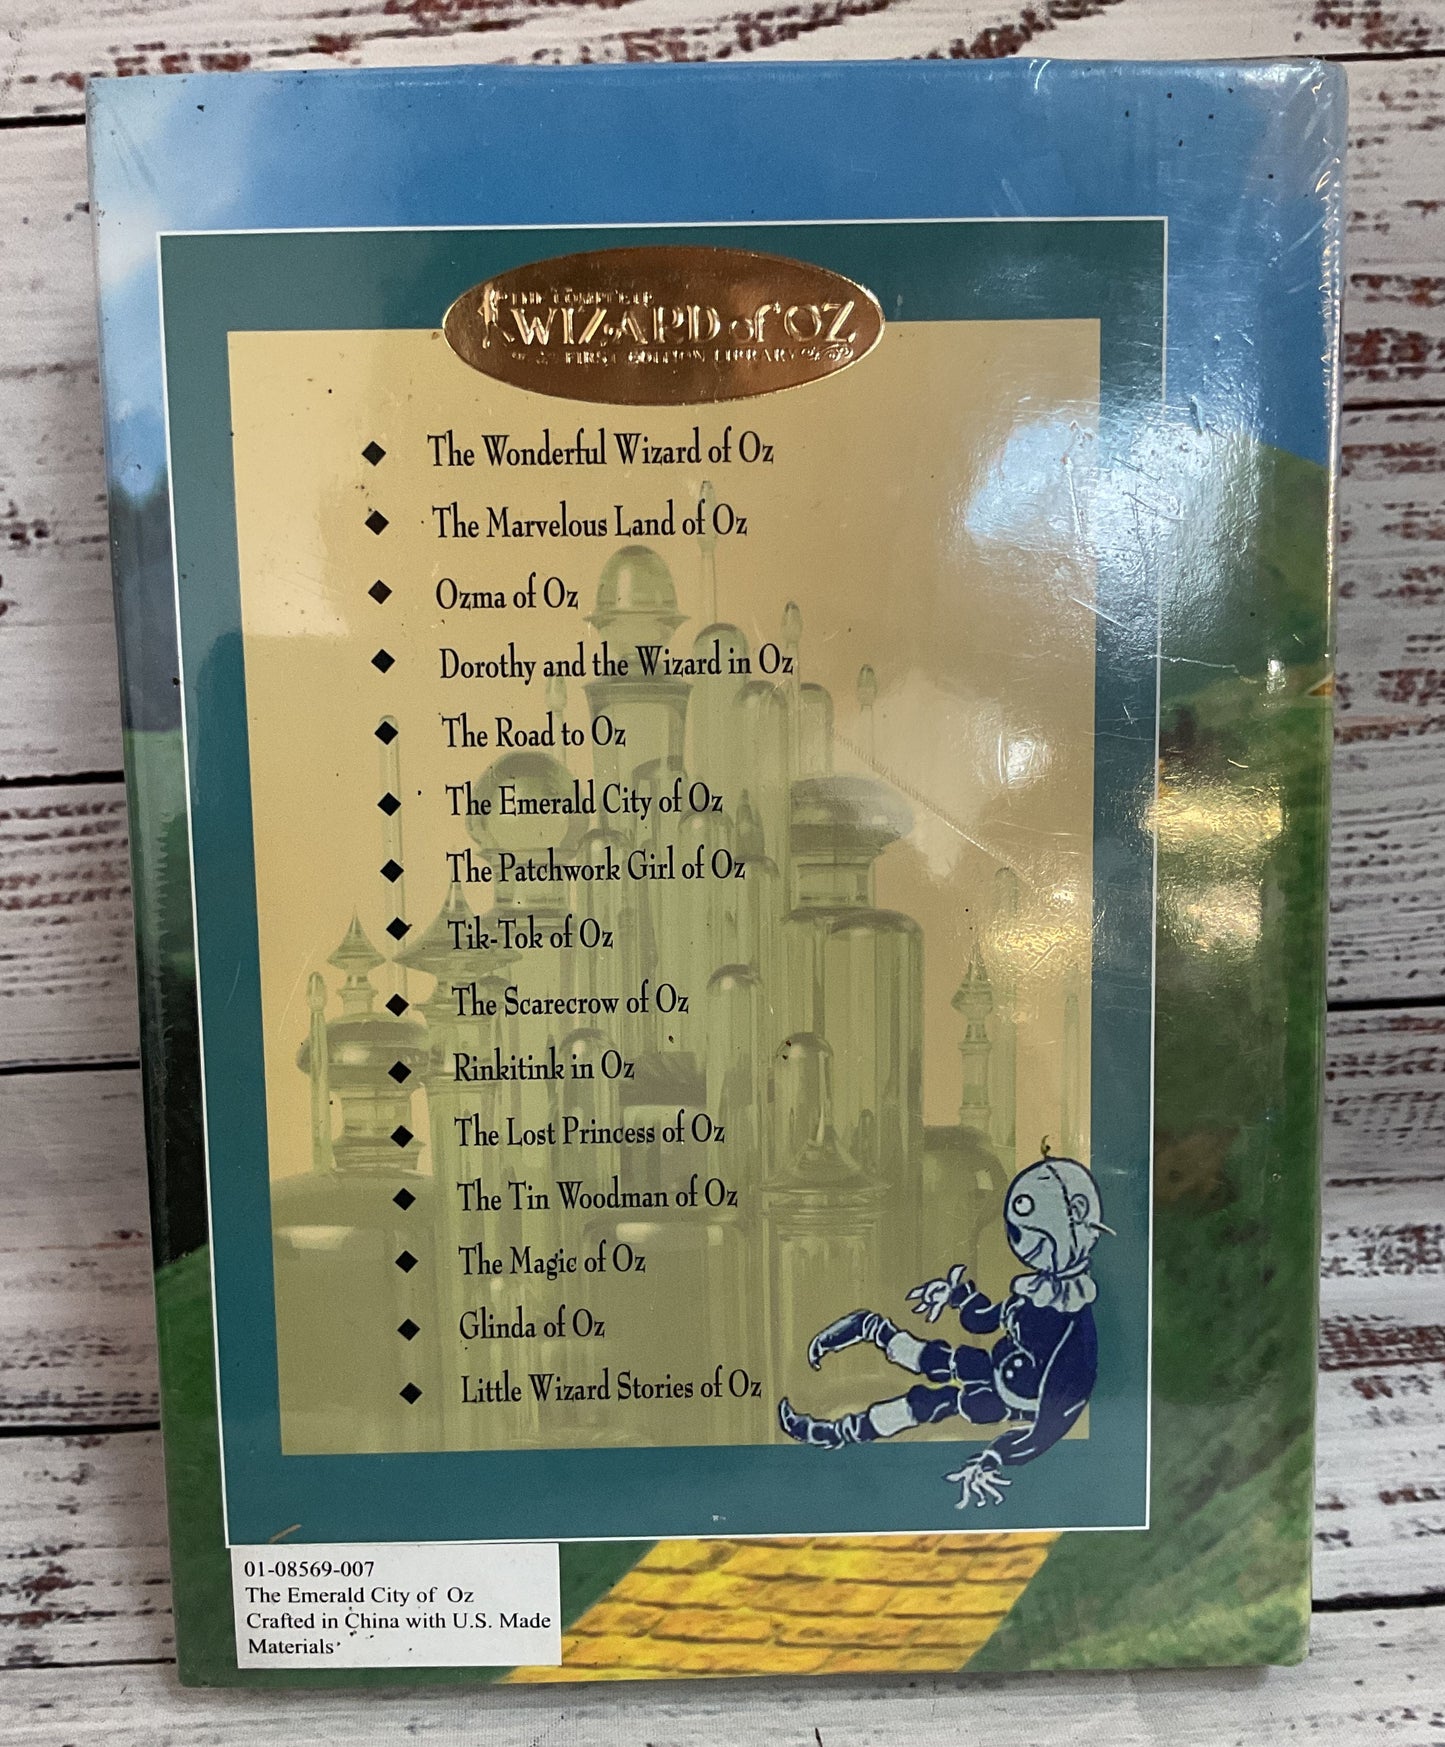 THE COMPLETE
WIZARD of OZ
FIRST EDITION LIBRARY
The Wonderful Wizard of Oz
The Marvelous Land of Oz
Ozma of Oz
Dorothy and the Wizard in Oz
The Road to Oz
The Emerald City of Oz
The Patchwork Girl of Oz
Tik-Tok of Oz
The Scarecrow of Oz
Rinkitink in Oz
The Lost Princess of Oz
The Tin Woodman of Oz
The Magic of Oz
Glinda of Oz
Little Wizard Stories of Oz
01-08569-007
The Emerald City of Oz
Crafted in China with U.S. Made
Materials